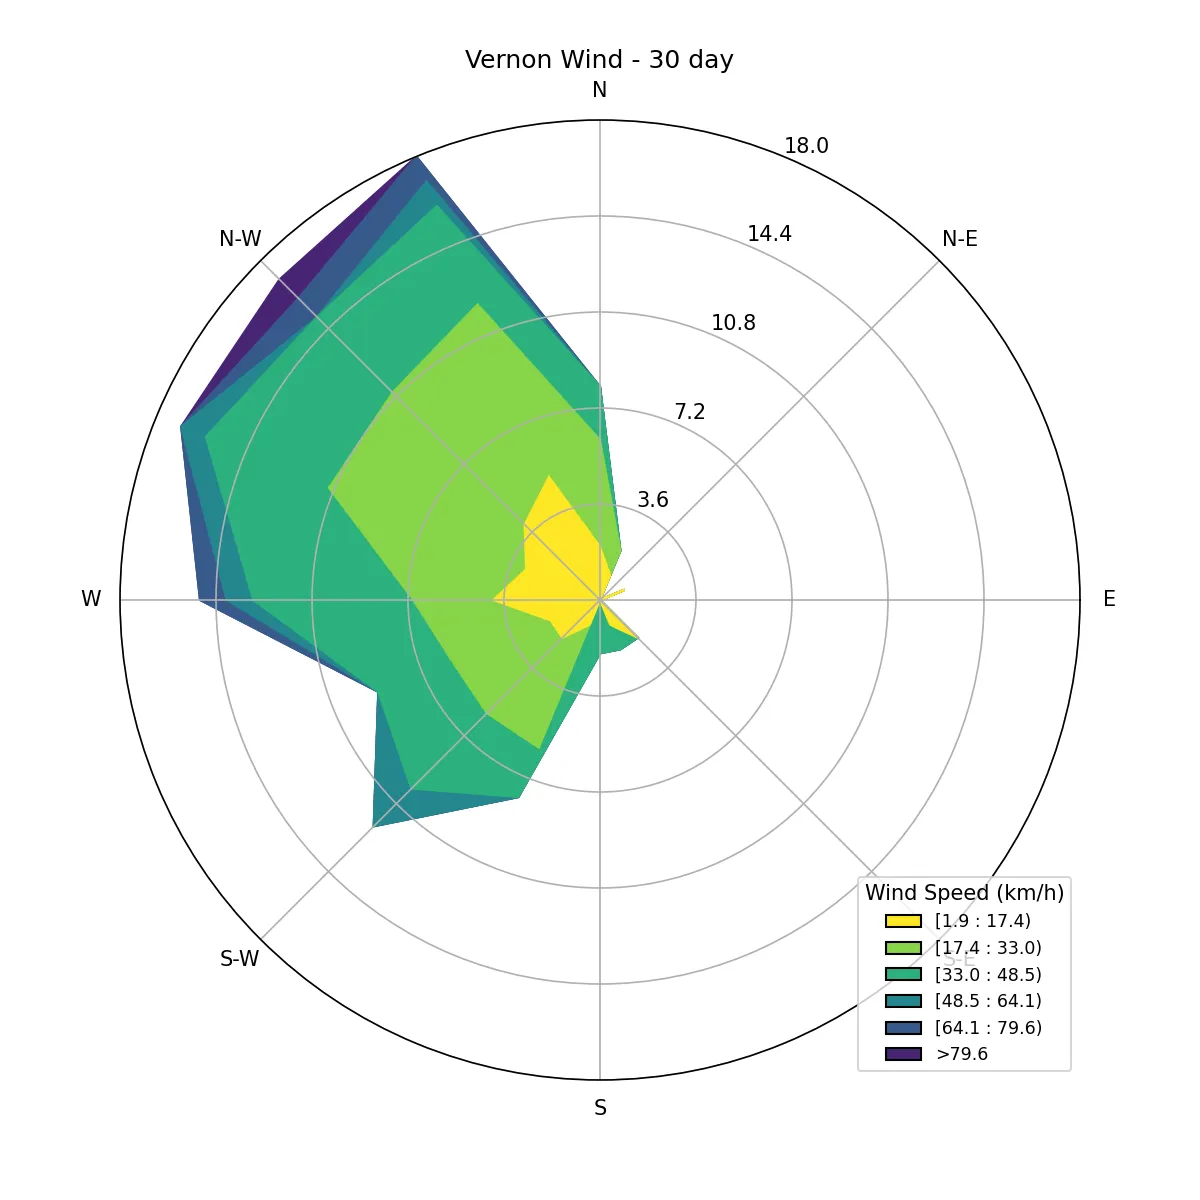 Vernon Wind - 30 day
N
18.0
N-W
14.4
N-E
10.8
7.2
3.6
W
E
S-W
S-E
S
Wind Speed (km/h)
[1.9 : 17.4)
[17.4 : 33.0)
[33.0 : 48.5)
[48.5 : 64.1)
[64.1 : 79.6)
>79.6